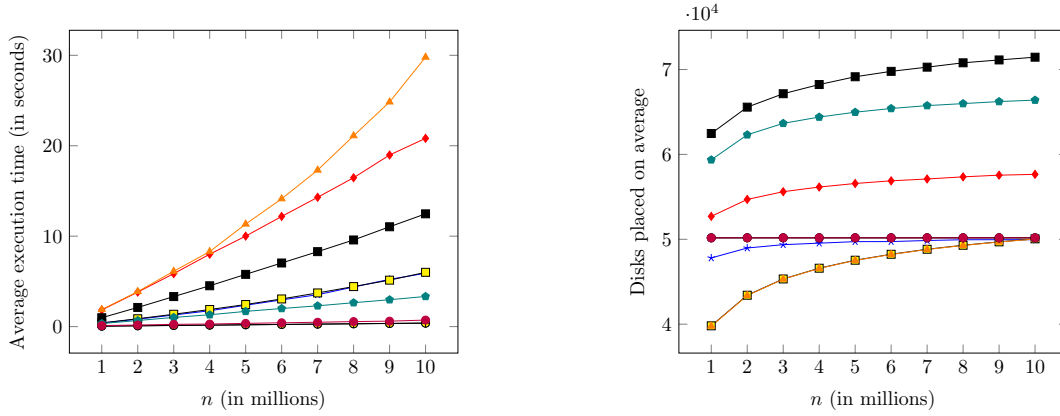 30
20
10
0
1 2 3 4 5 6 7 8 9 10
n (in millions)
Average execution time (in seconds)
·10⁴
7
6
5
4
1 2 3 4 5 6 7 8 9 10
n (in millions)
Disks placed on average